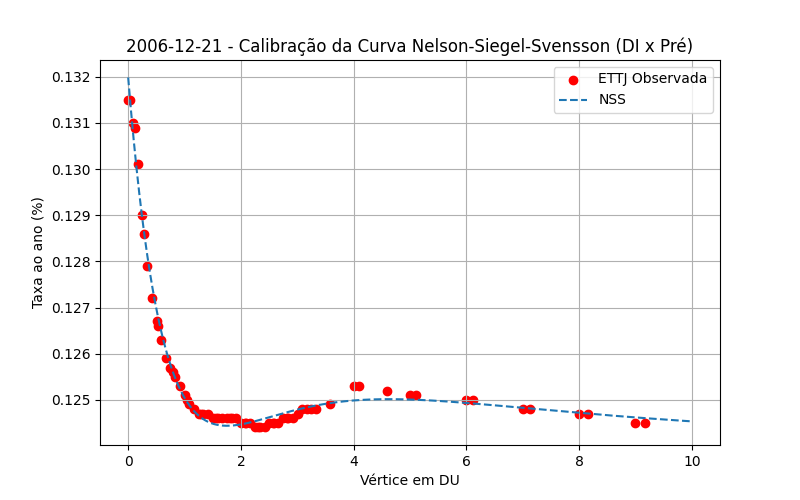 2006-12-21 - Calibração da Curva Nelson-Siegel-Svensson (DI x Pré)
ETTJ Observada
NSS
Taxa ao ano (%)
0.132
0.131
0.130
0.129
0.128
0.127
0.126
0.125
0
2
4
6
8
10
Vértice em DU